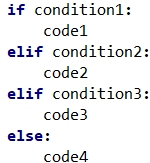 if condition1:
    code1
elif condition2:
    code2
elif condition3:
    code3
else:
    code4